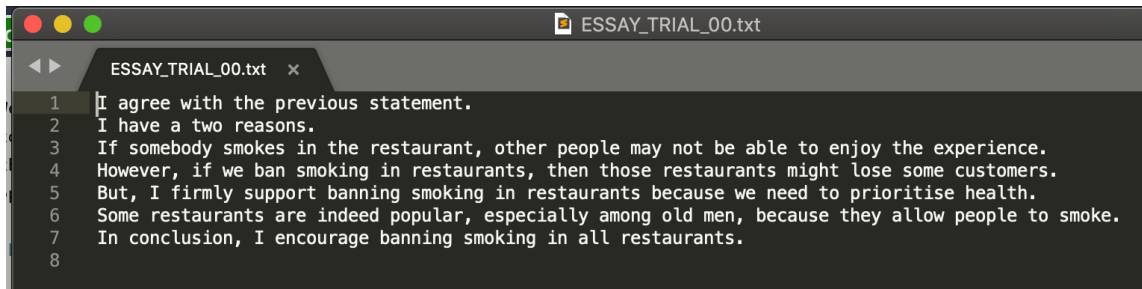 ESSAY_TRIAL_00.txt
ESSAY_TRIAL_00.txt ×
1 I agree with the previous statement.
2 I have a two reasons.
3 If somebody smokes in the restaurant, other people may not be able to enjoy the experience.
4 However, if we ban smoking in restaurants, then those restaurants might lose some customers.
5 But, I firmly support banning smoking in restaurants because we need to prioritise health.
6 Some restaurants are indeed popular, especially among old men, because they allow people to smoke.
7 In conclusion, I encourage banning smoking in all restaurants.
8